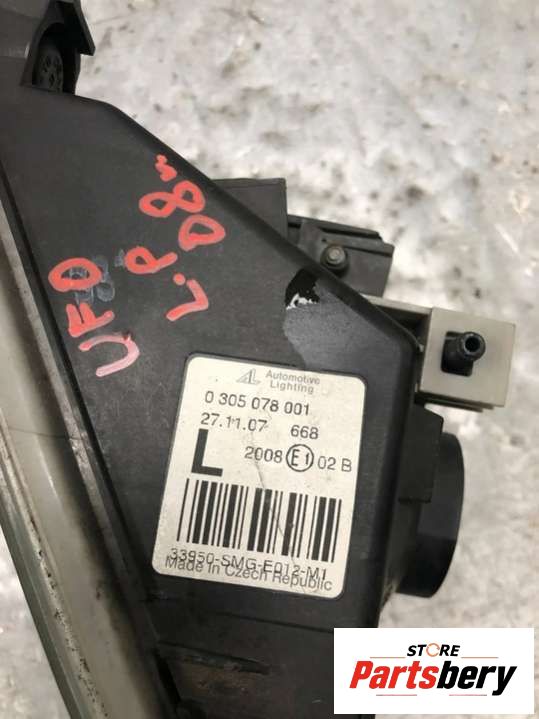 UFO
L.P 08"
AL Automotive
Lighting
0 305 078 001
27.11.07 668
L 2008 E1 02 B
33950-SMG-E012-M1
Made in Czech Republic
STORE
Partsbery